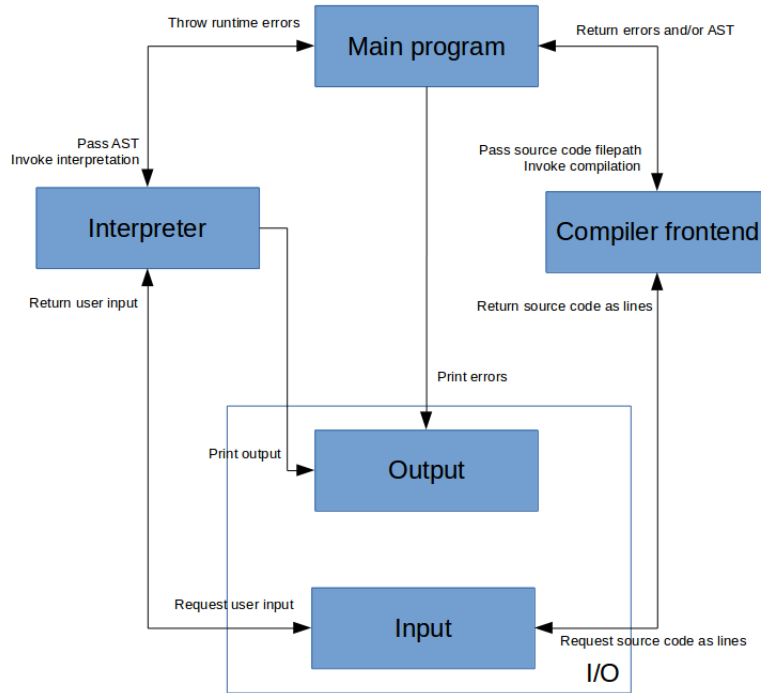 Throw runtime errors
Main program
Return errors and/or AST
Pass AST
Invoke interpretation
Pass source code filepath
Invoke compilation
Interpreter
Compiler frontend
Return user input
Return source code as lines
Print errors
Print output
Output
Request user input
Input
Request source code as lines
I/O